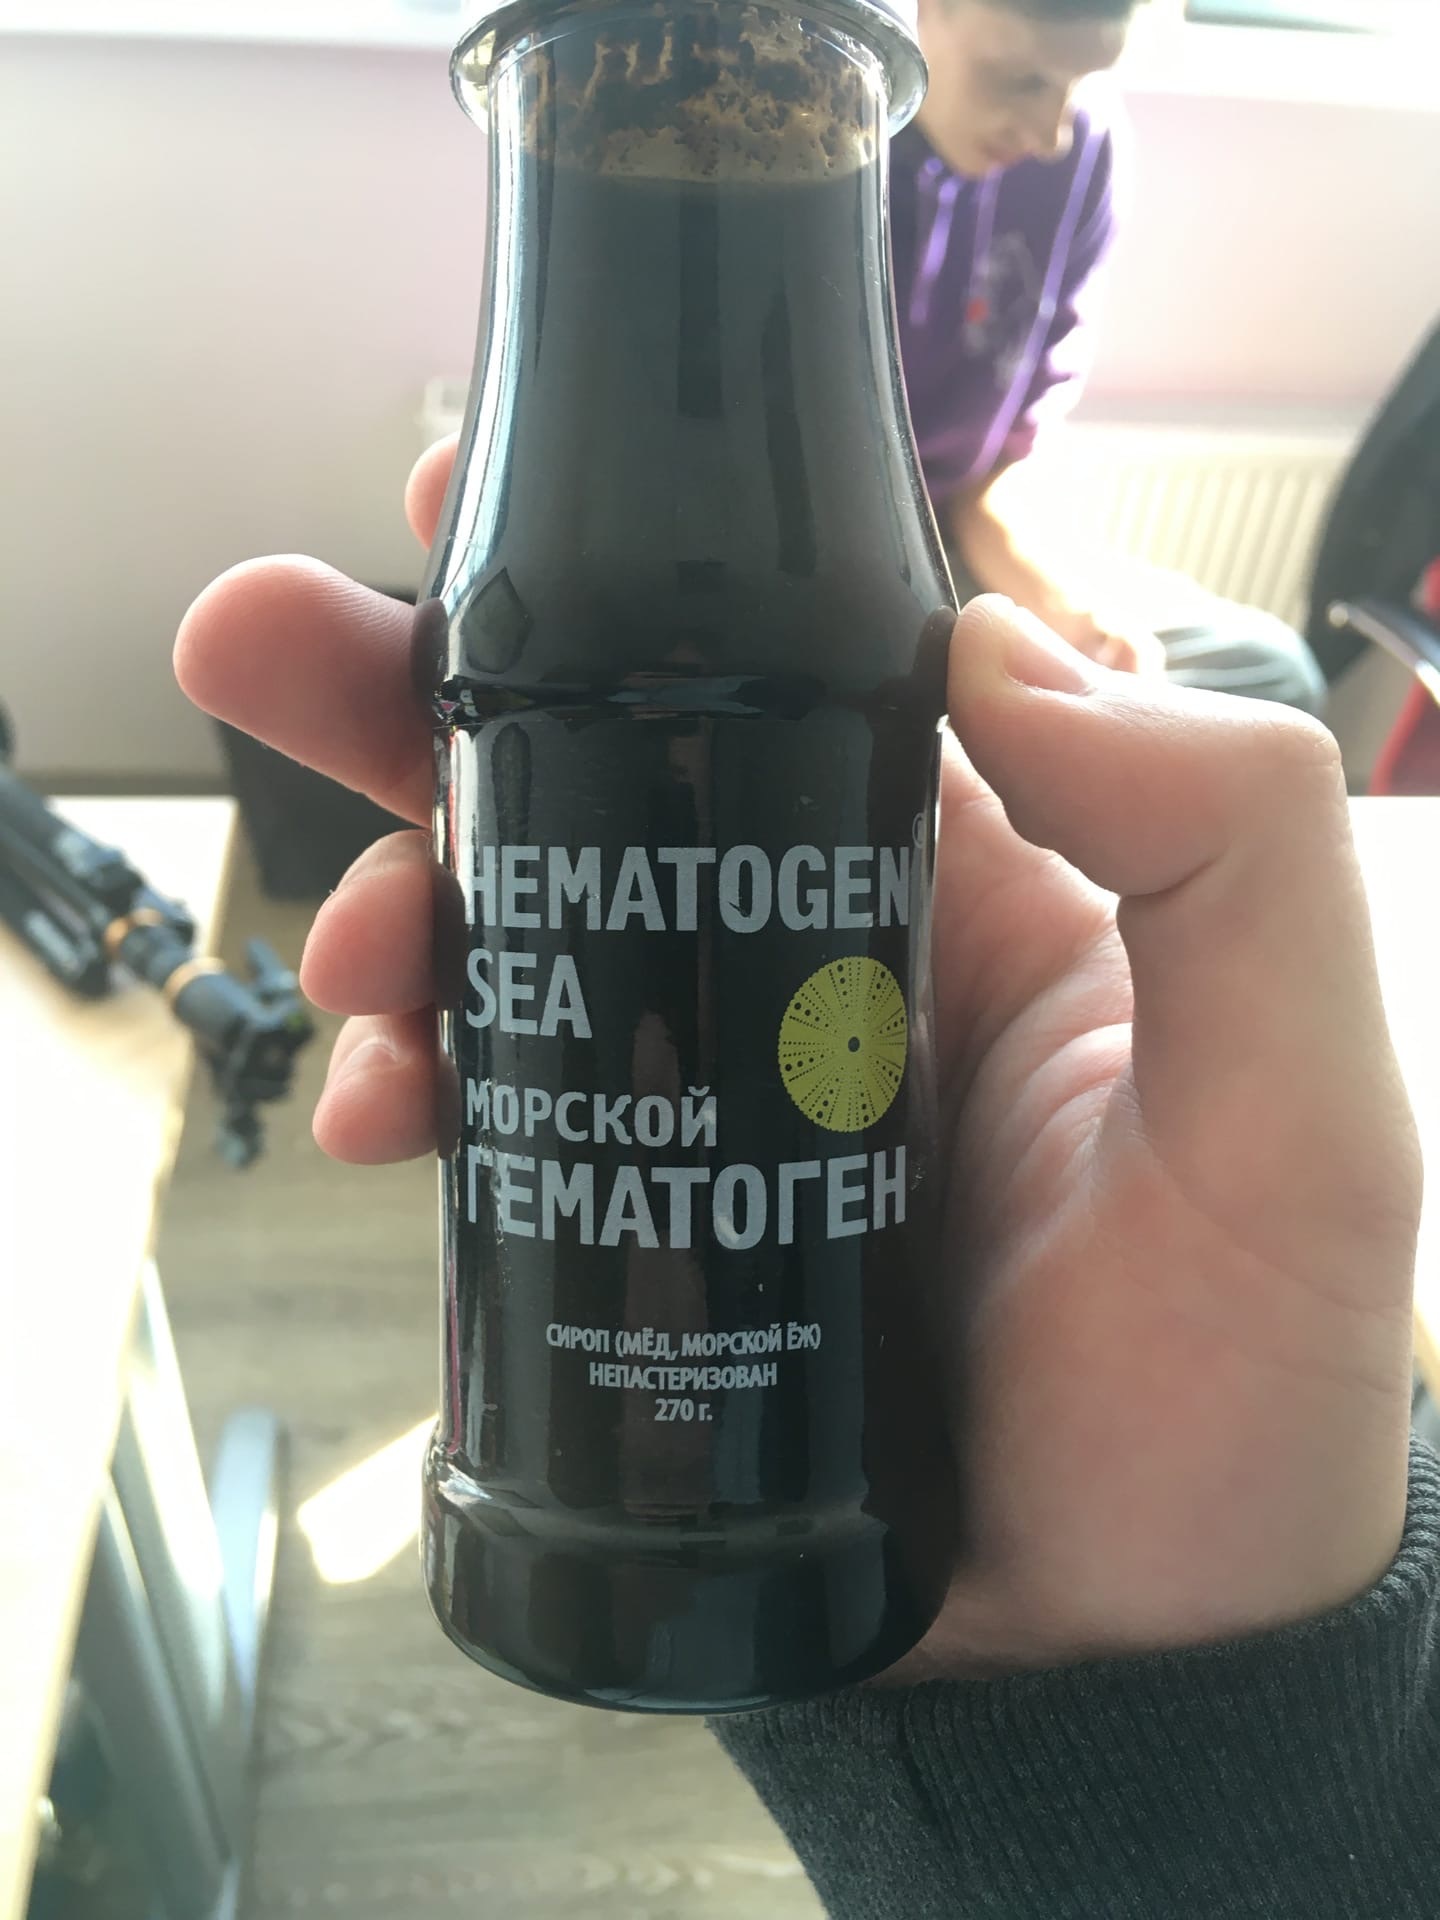 HEMATOGEN
SEA
МОРСКОЙ
ГЕМАТОГЕН
СИРОП (МЁД, МОРСКОЙ ЁЖ)
НЕПАСТЕРИЗОВАН
270 г.